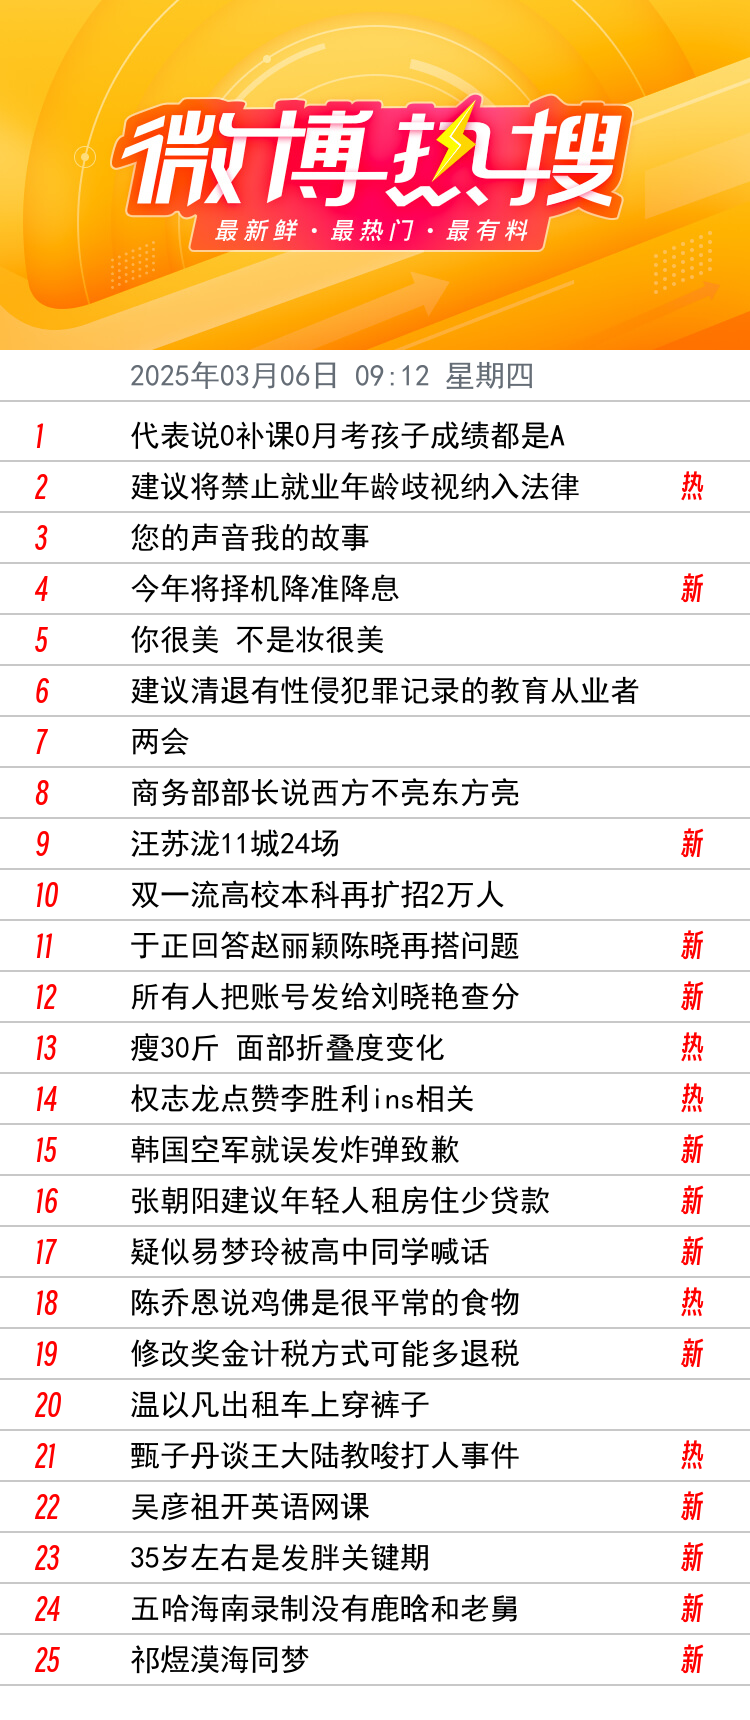 微博热搜
最新鲜·最热门·最有料
2025年03月06日 09:12 星期四
1 代表说0补课0月考孩子成绩都是A
2 建议将禁止就业年龄歧视纳入法律 热
3 您的声音我的故事
4 今年将择机降准降息 新
5 你很美 不是妆很美
6 建议清退有性侵犯罪记录的教育从业者
7 两会
8 商务部部长说西方不亮东方亮
9 汪苏泷11城24场 新
10 双一流高校本科再扩招2万人
11 于正回答赵丽颖陈晓再搭问题 新
12 所有人把账号发给刘晓艳查分 新
13 瘦30斤 面部折叠度变化 热
14 权志龙点赞李胜利ins相关 热
15 韩国空军就误发炸弹致歉 新
16 张朝阳建议年轻人租房住少贷款 新
17 疑似易梦玲被高中同学喊话 新
18 陈乔恩说鸡佛是很平常的食物 热
19 修改奖金计税方式可能多退税 新
20 温以凡出租车上穿裤子
21 甄子丹谈王大陆教唆打人事件 热
22 吴彦祖开英语网课 新
23 35岁左右是发胖关键期 新
24 五哈海南录制没有鹿晗和老舅 新
25 祁煜漠海同梦 新